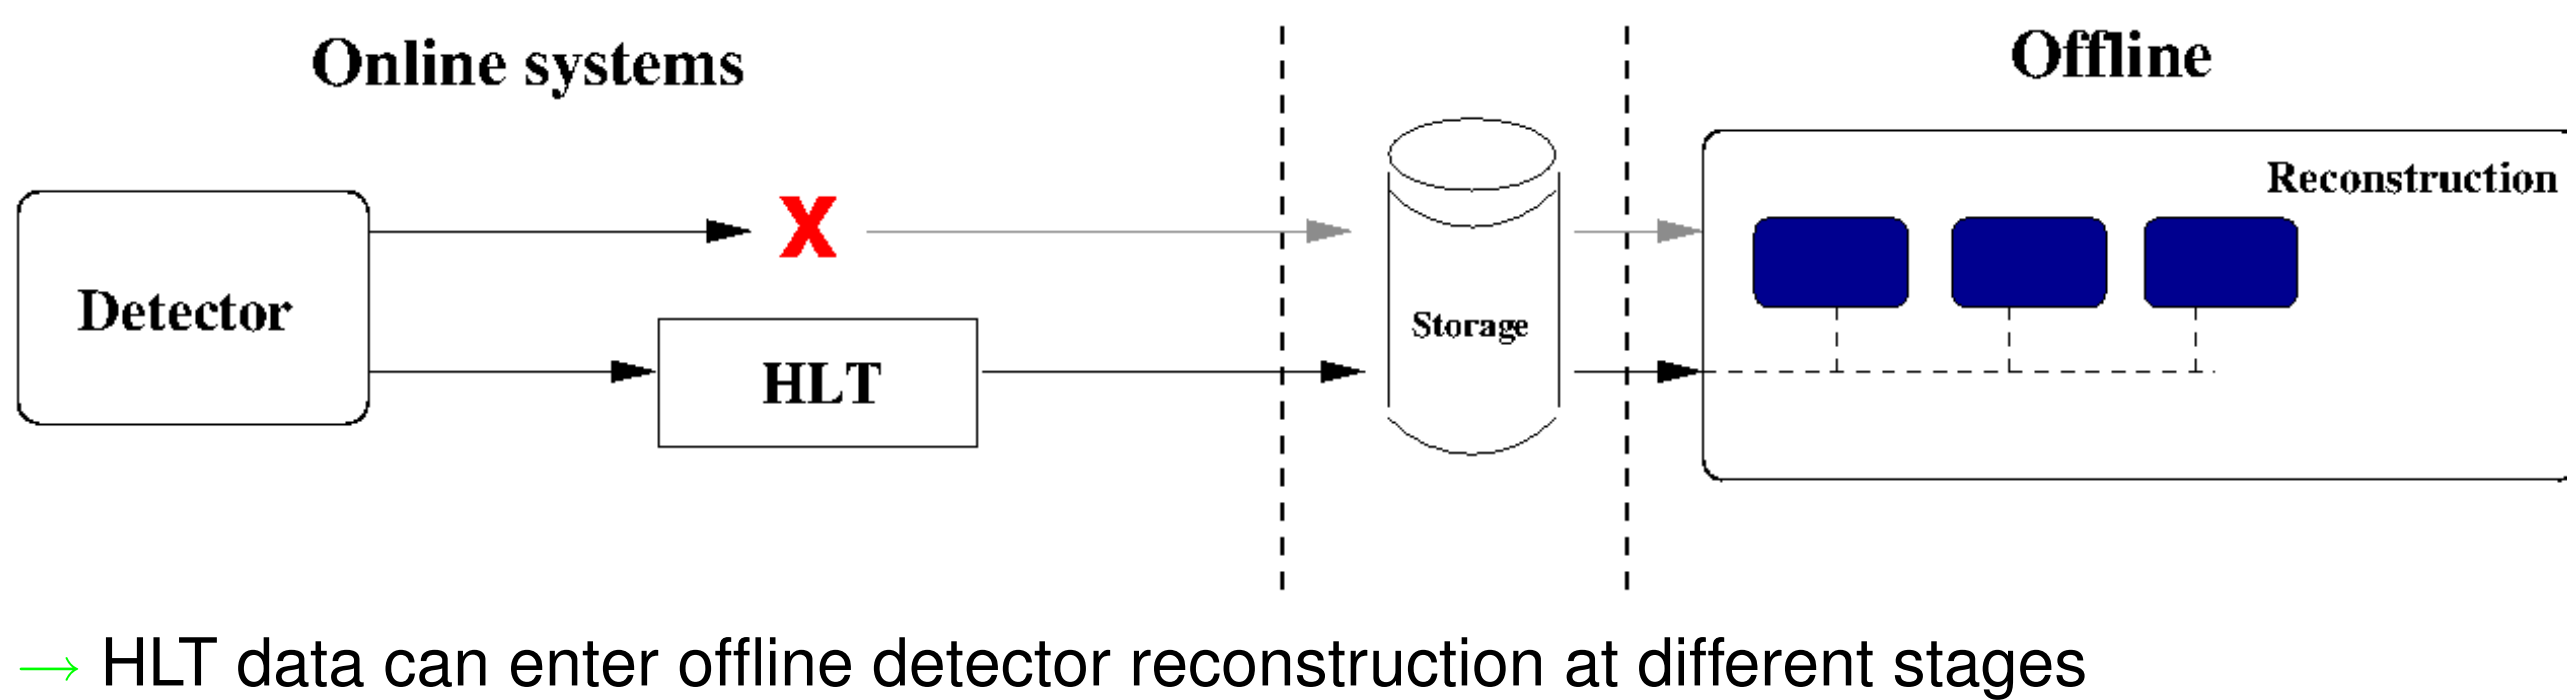 Online systems
Offline
Reconstruction
X
Detector
Storage
HLT
→ HLT data can enter offline detector reconstruction at different stages